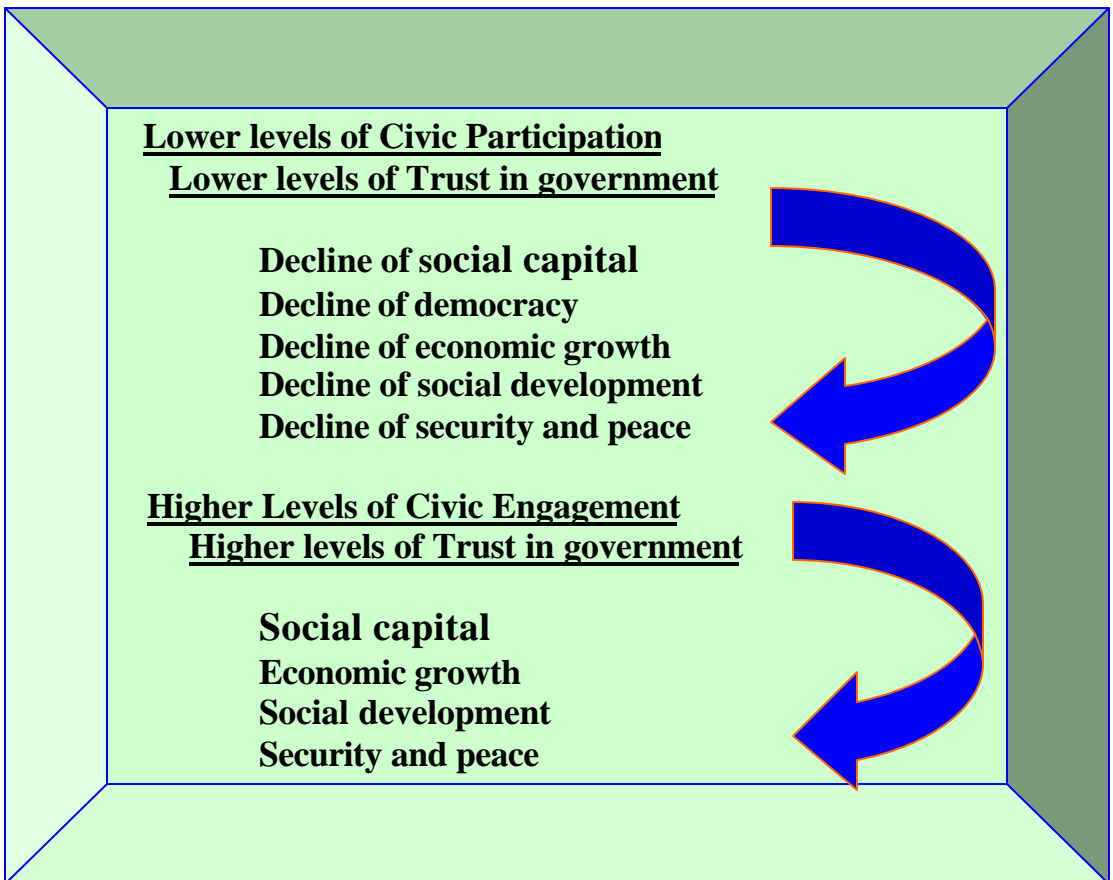 Lower levels of Civic Participation
Lower levels of Trust in government
Decline of social capital
Decline of democracy
Decline of economic growth
Decline of social development
Decline of security and peace
Higher Levels of Civic Engagement
Higher levels of Trust in government
Social capital
Economic growth
Social development
Security and peace